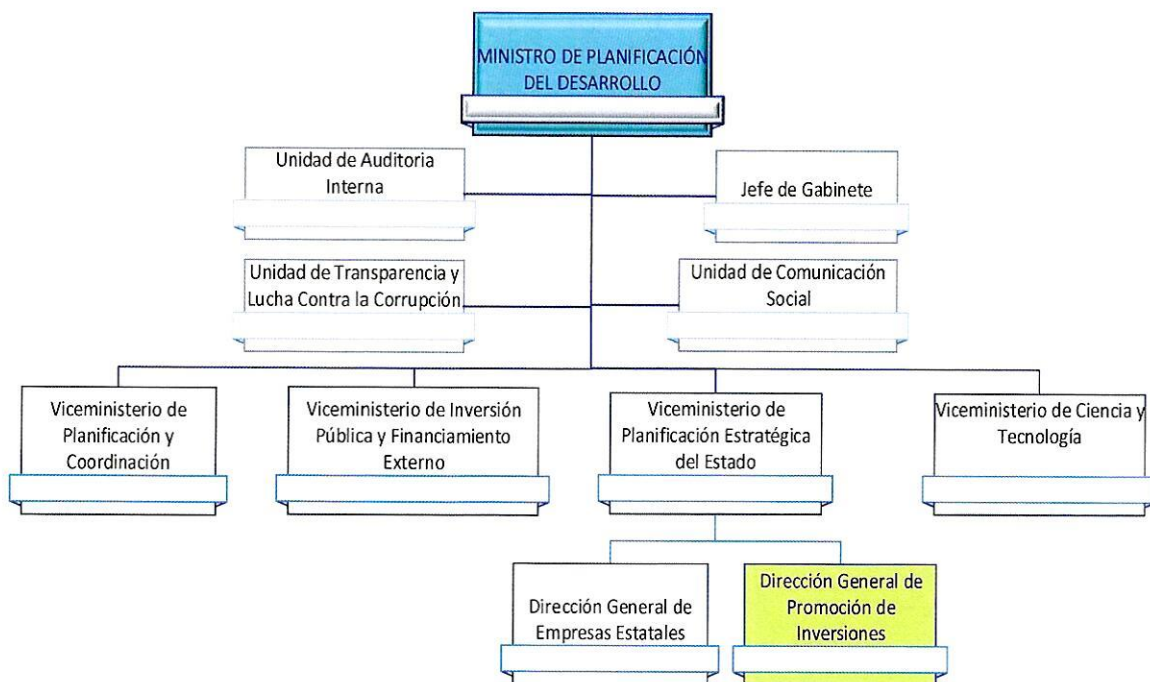 MINISTRO DE PLANIFICACIÓN
DEL DESARROLLO
Unidad de Auditoria
Interna
Jefe de Gabinete
Unidad de Transparencia y
Lucha Contra la Corrupción
Unidad de Comunicación
Social
Viceministerio de
Planificación y
Coordinación
Viceministerio de Inversión
Pública y Financiamiento
Externo
Viceministerio de
Planificación Estratégica
del Estado
Viceministerio de Ciencia y
Tecnología
Dirección General de
Empresas Estatales
Dirección General de
Promoción de
Inversiones